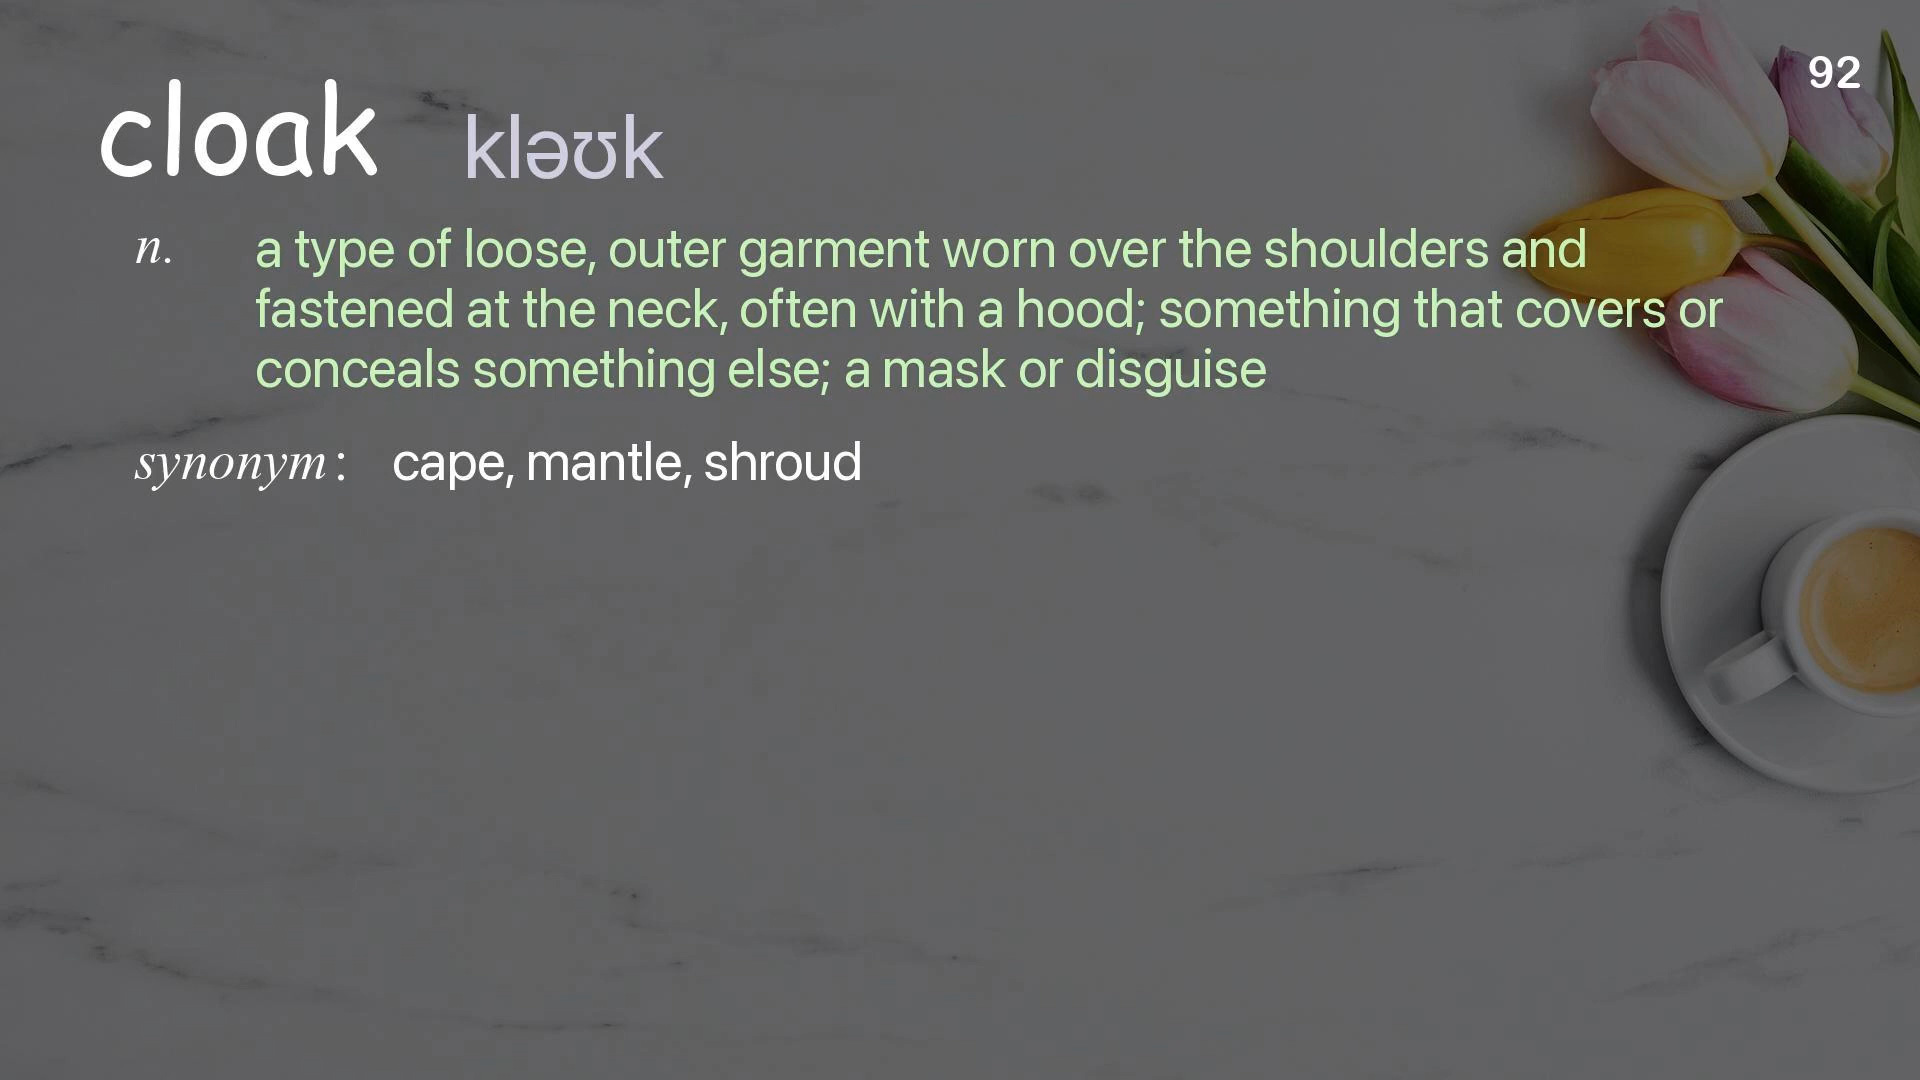 92
cloak kləʊk
n. a type of loose, outer garment worn over the shoulders and
fastened at the neck, often with a hood; something that covers or
conceals something else; a mask or disguise
synonym : cape, mantle, shroud